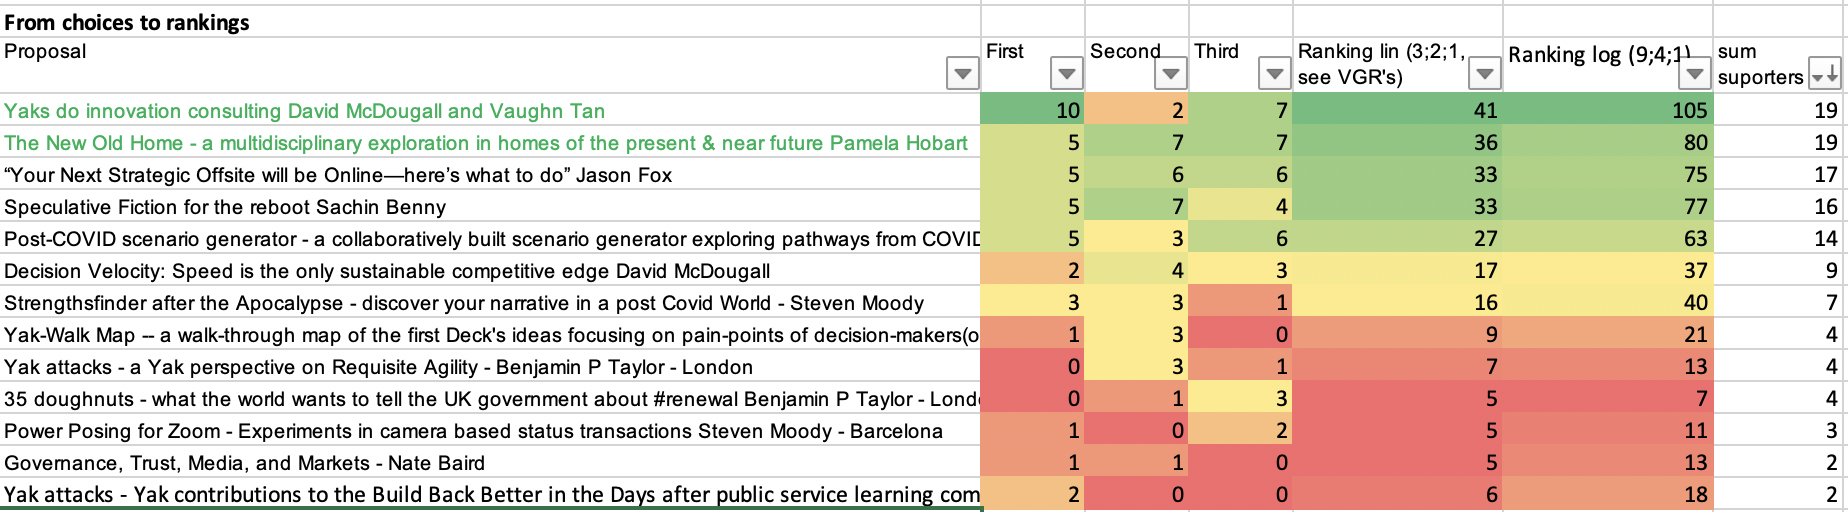 From choices to rankings
Proposal First Second Third Ranking lin (3;2;1, see VGR's) Ranking log (9;4;1) sum suporters
Yaks do innovation consulting David McDougall and Vaughn Tan 10 2 7 41 105 19
The New Old Home - a multidisciplinary exploration in homes of the present & near future Pamela Hobart 5 7 7 36 80 19
“Your Next Strategic Offsite will be Online—here’s what to do” Jason Fox 5 6 6 33 75 17
Speculative Fiction for the reboot Sachin Benny 5 7 4 33 77 16
Post-COVID scenario generator - a collaboratively built scenario generator exploring pathways from COVID 5 3 6 27 63 14
Decision Velocity: Speed is the only sustainable competitive edge David McDougall 2 4 3 17 37 9
Strengthsfinder after the Apocalypse - discover your narrative in a post Covid World - Steven Moody 3 3 1 16 40 7
Yak-Walk Map -- a walk-through map of the first Deck's ideas focusing on pain-points of decision-makers(o 1 3 0 9 21 4
Yak attacks - a Yak perspective on Requisite Agility - Benjamin P Taylor - London 0 3 1 7 13 4
35 doughnuts - what the world wants to tell the UK government about #renewal Benjamin P Taylor - Lond 0 1 3 5 7 4
Power Posing for Zoom - Experiments in camera based status transactions Steven Moody - Barcelona 1 0 2 5 11 3
Governance, Trust, Media, and Markets - Nate Baird 1 1 0 5 13 2
Yak attacks - Yak contributions to the Build Back Better in the Days after public service learning com 2 0 0 6 18 2